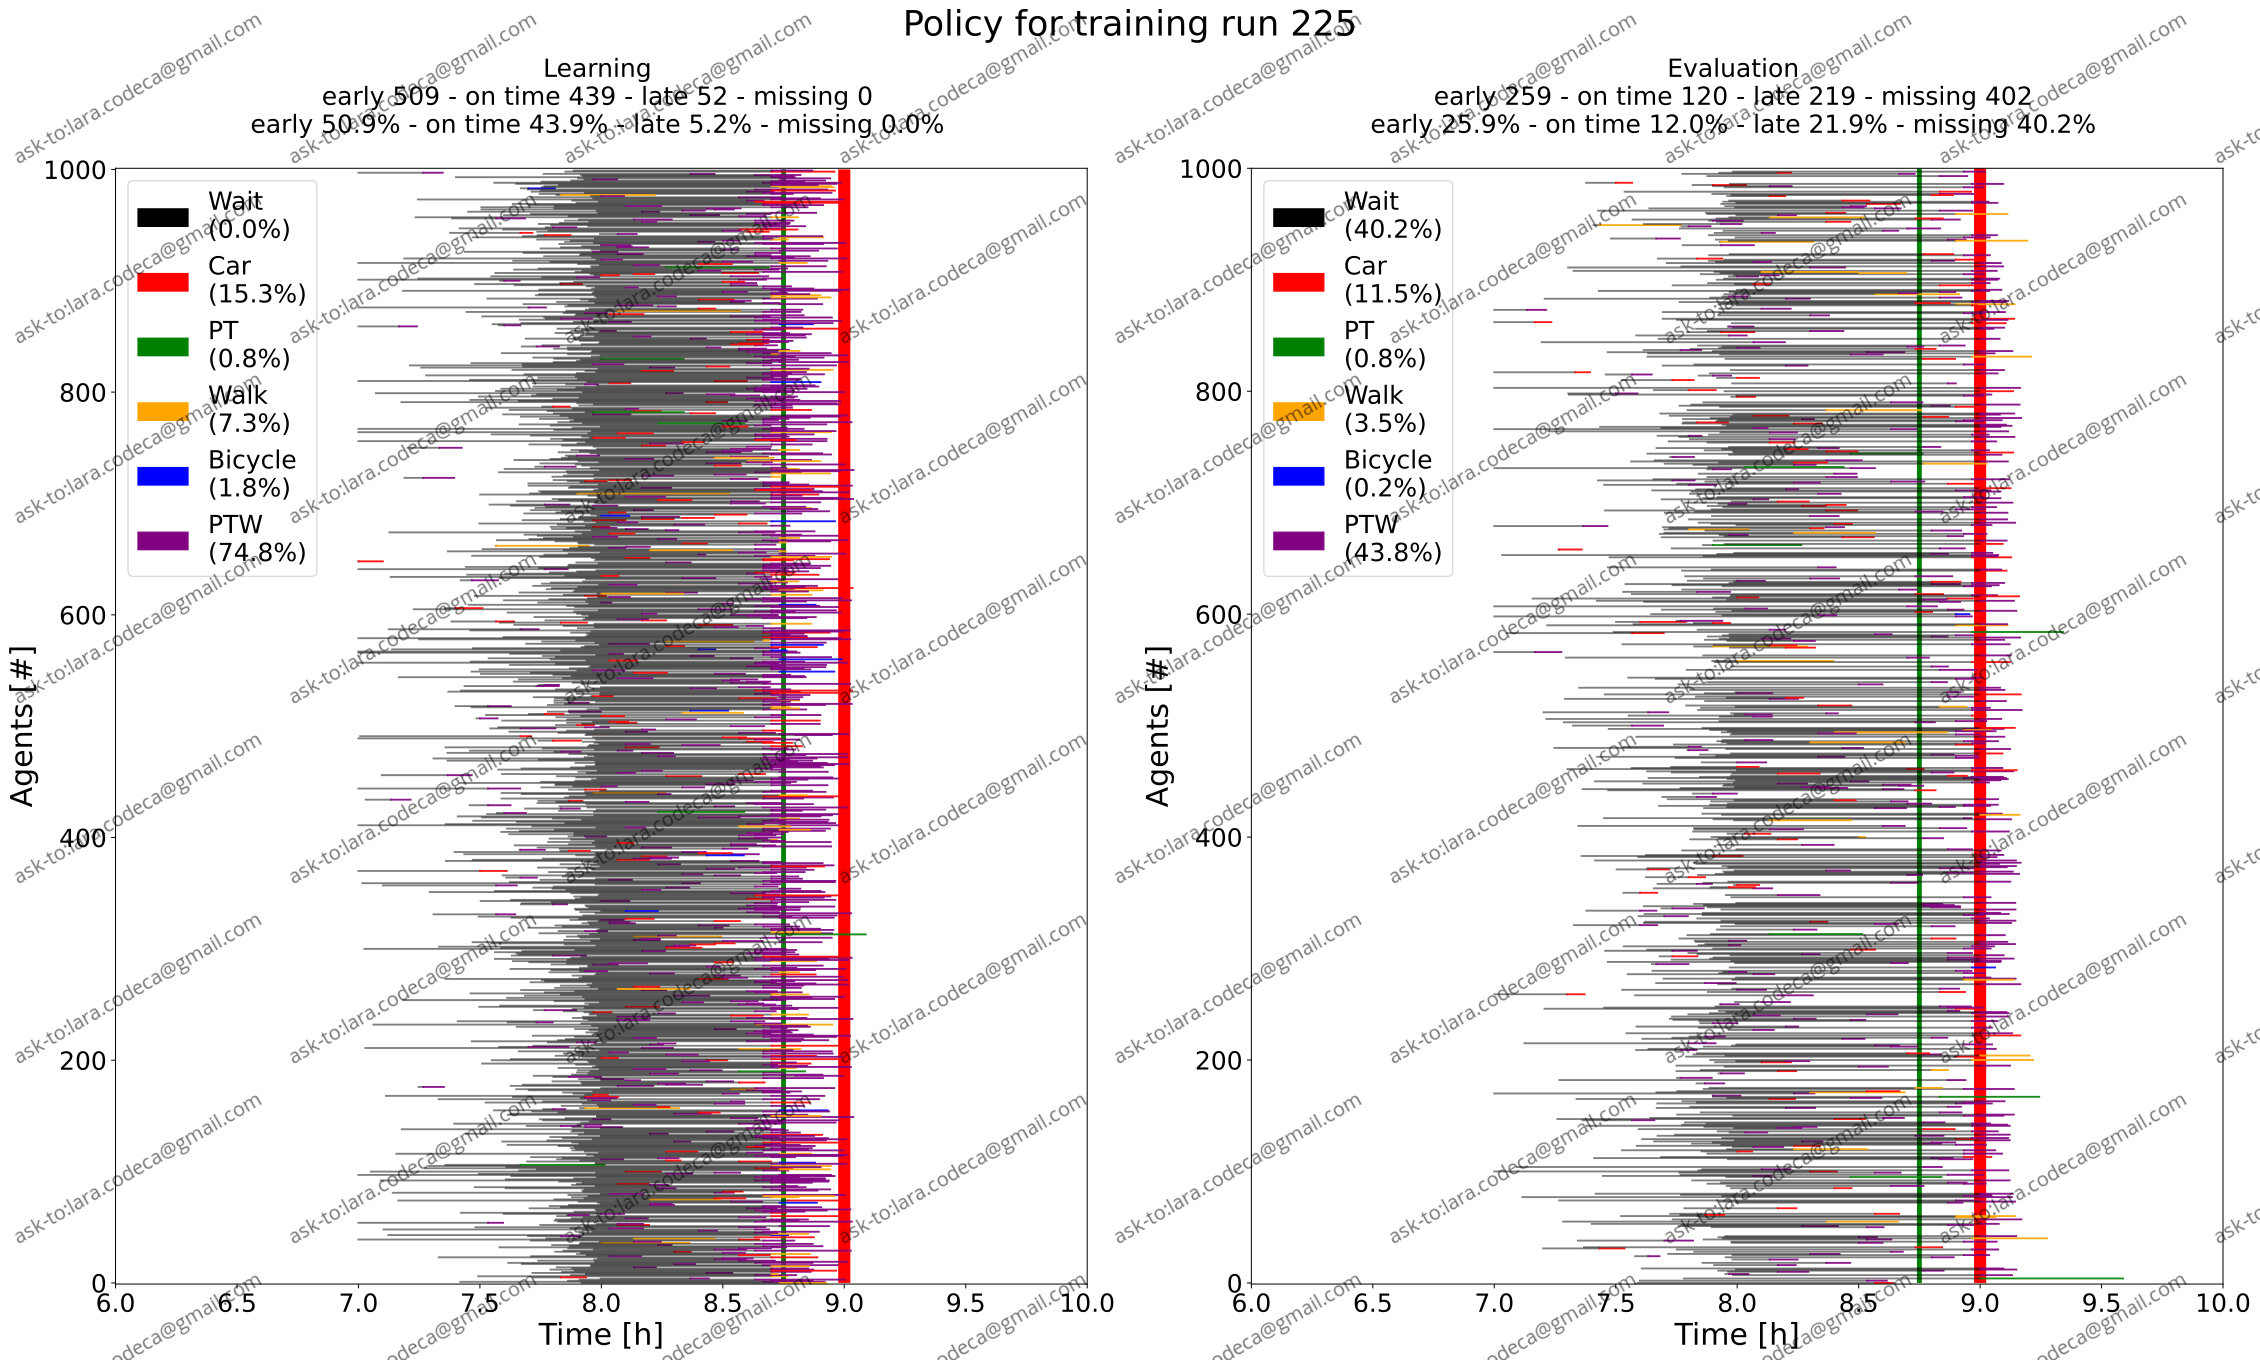 Policy for training run 225
Learning
early 509 - on time 439 - late 52 - missing 0
early 50.9% - on time 43.9% - late 5.2% - missing 0.0%
Wait
(0.0%)
Car
(15.3%)
PT
(0.8%)
Walk
(7.3%)
Bicycle
(1.8%)
PTW
(74.8%)
Agents [#]
1000
800
600
400
200
0
6.0 6.5 7.0 7.5 8.0 8.5 9.0 9.5 10.0
Time [h]
Evaluation
early 259 - on time 120 - late 219 - missing 402
early 25.9% - on time 12.0% - late 21.9% - missing 40.2%
Wait
(40.2%)
Car
(11.5%)
PT
(0.8%)
Walk
(3.5%)
Bicycle
(0.2%)
PTW
(43.8%)
Agents [#]
1000
800
600
400
200
0
6.0 6.5 7.0 7.5 8.0 8.5 9.0 9.5 10.0
Time [h]
ask-to:lara.codeca@gmail.com